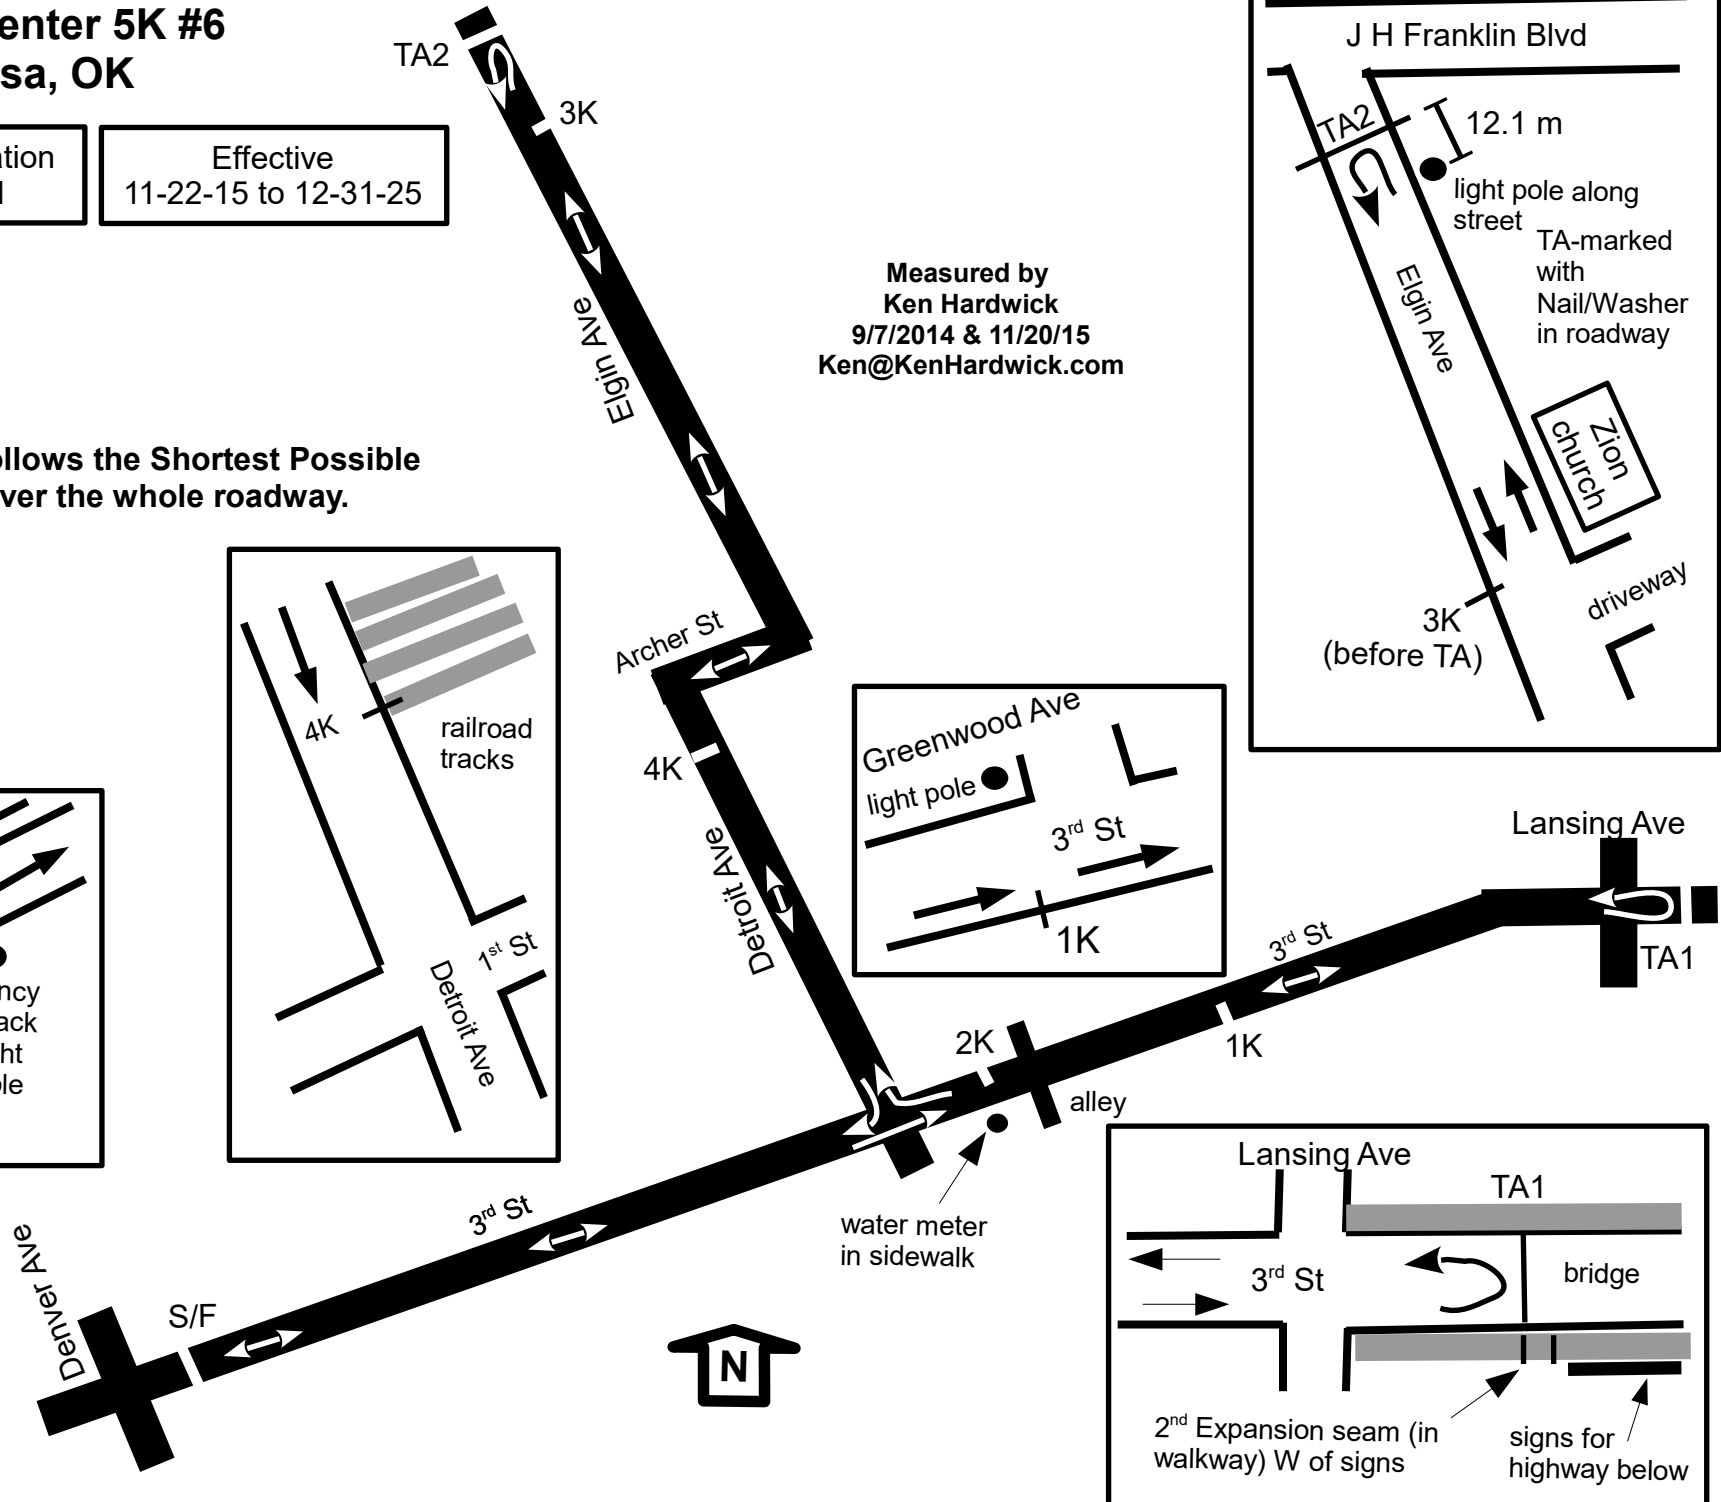 enter 5K #6
sa, OK
Effective
11-22-15 to 12-31-25
TA2
3K
Elgin Ave
Measured by
Ken Hardwick
9/7/2014 & 11/20/15
Ken@KenHardwick.com
ollows the Shortest Possible
ver the whole roadway.
J H Franklin Blvd
TA2
12.1 m
light pole along
street
TA-marked
with
Nail/Washer
in roadway
Elgin Ave
Zion
church
driveway
3K
(before TA)
4K
railroad
tracks
1st St
Detroit Ave
Archer St
4K
Detroit Ave
Greenwood Ave
light pole
3rd St
1K
Lansing Ave
TA1
3rd St
1K
2K
alley
water meter
in sidewalk
3rd St
S/F
Denver Ave
N
ncy
ack
ht
le
Lansing Ave
TA1
3rd St
bridge
2nd Expansion seam (in
walkway) W of signs
signs for
highway below